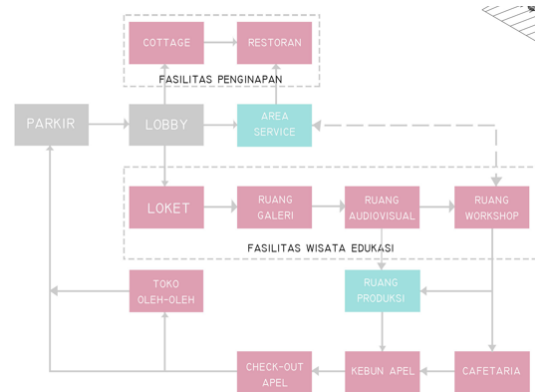 COTTAGE
RESTORAN
FASILITAS PENGINAPAN
PARKIR
LOBBY
AREA
SERVICE
LOKET
RUANG
GALERI
RUANG
AUDIOVISUAL
RUANG
WORKSHOP
FASILITAS WISATA EDUKASI
TOKO
OLEH-OLEH
RUANG
PRODUKSI
CHECK-OUT
APEL
KEBUN APEL
CAFETARIA